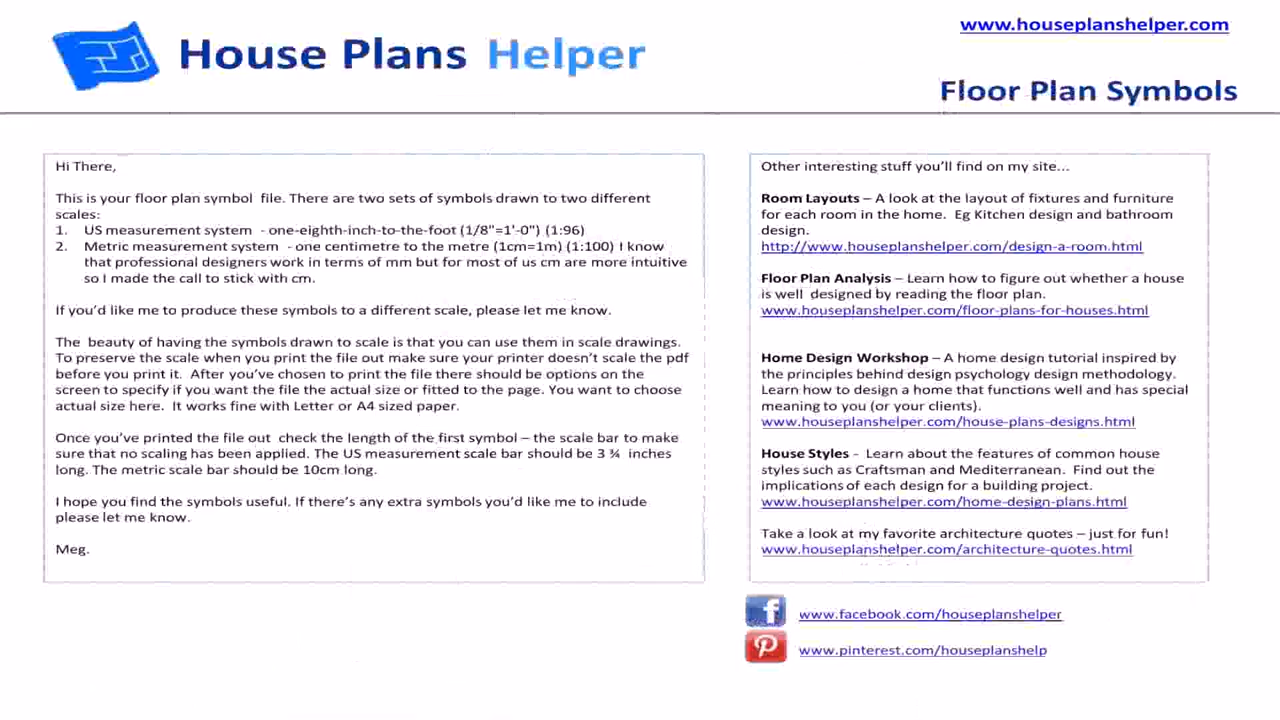 www.houseplanshelper.com
House Plans Helper
Floor Plan Symbols
Hi There,
This is your floor plan symbol file. There are two sets of symbols drawn to two different
scales:
1. US measurement system - one-eighth-inch-to-the-foot (1/8"=1'-0") (1:96)
2. Metric measurement system - one centimetre to the metre (1cm=1m) (1:100) I know
that professional designers work in terms of mm but for most of us cm are more intuitive
so I made the call to stick with cm.
If you'd like me to produce these symbols to a different scale, please let me know.
The beauty of having the symbols drawn to scale is that you can use them in scale drawings.
To preserve the scale when you print the file out make sure your printer doesn't scale the pdf
before you print it. After you've chosen to print the file there should be options on the
screen to specify if you want the file the actual size or fitted to the page. You want to choose
actual size here. It works fine with Letter or A4 sized paper.
Once you've printed the file out check the length of the first symbol – the scale bar to make
sure that no scaling has been applied. The US measurement scale bar should be 3 ¾ inches
long. The metric scale bar should be 10cm long.
I hope you find the symbols useful. If there's any extra symbols you'd like me to include
please let me know.
Meg.
Other interesting stuff you'll find on my site...
Room Layouts – A look at the layout of fixtures and furniture
for each room in the home. Eg Kitchen design and bathroom
design.
http://www.houseplanshelper.com/design-a-room.html
Floor Plan Analysis – Learn how to figure out whether a house
is well designed by reading the floor plan.
www.houseplanshelper.com/floor-plans-for-houses.html
Home Design Workshop – A home design tutorial inspired by
the principles behind design psychology design methodology.
Learn how to design a home that functions well and has special
meaning to you (or your clients).
www.houseplanshelper.com/house-plans-designs.html
House Styles - Learn about the features of common house
styles such as Craftsman and Mediterranean. Find out the
implications of each design for a building project.
www.houseplanshelper.com/home-design-plans.html
Take a look at my favorite architecture quotes – just for fun!
www.houseplanshelper.com/architecture-quotes.html
www.facebook.com/houseplanshelper
www.pinterest.com/houseplanshelp